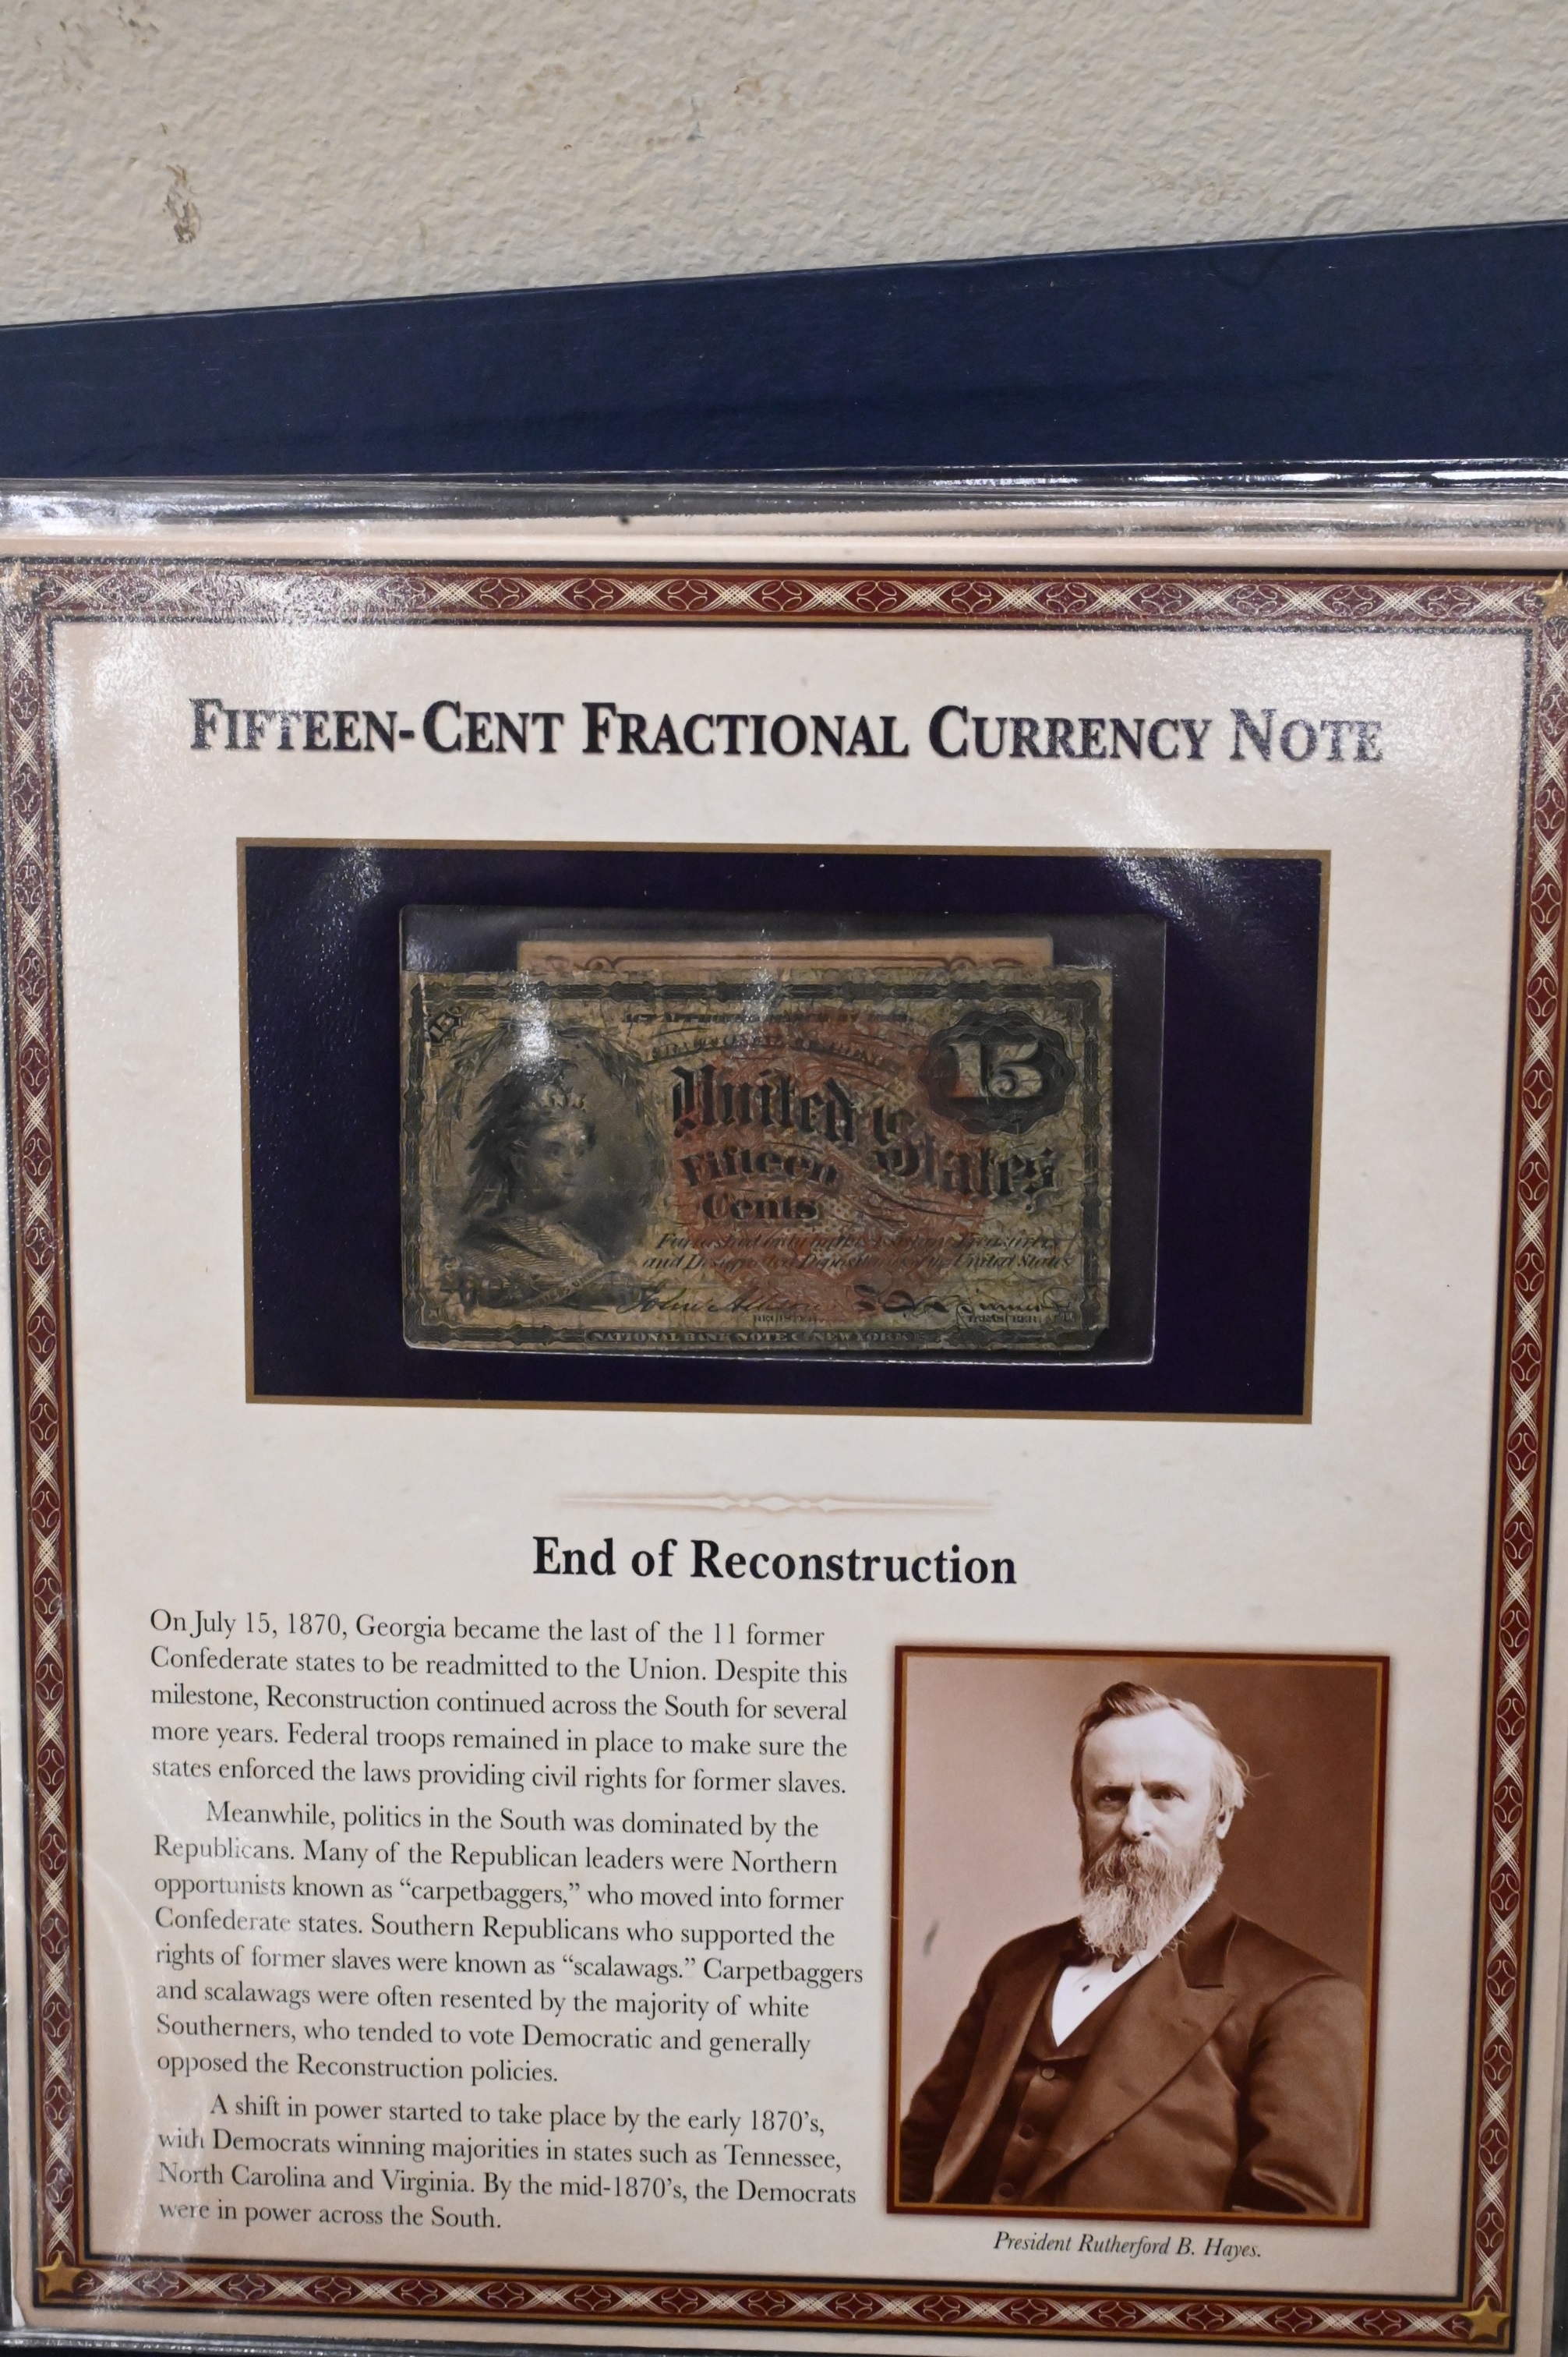 FIFTEEN-CENT FRACTIONAL CURRENCY NOTE
15
15
United
States
Fifteen
Cents
and United States
John Allison
REGISTER
TREASURER
NATIONAL BANK NOTE NEW YORK
End of Reconstruction
On July 15, 1870, Georgia became the last of the 11 former
Confederate states to be readmitted to the Union. Despite this
milestone, Reconstruction continued across the South for several
more years. Federal troops remained in place to make sure the
states enforced the laws providing civil rights for former slaves.
Meanwhile, politics in the South was dominated by the
Republicans. Many of the Republican leaders were Northern
opportunists known as “carpetbaggers,” who moved into former
Confederate states. Southern Republicans who supported the
rights of former slaves were known as “scalawags.” Carpetbaggers
and scalawags were often resented by the majority of white
Southerners, who tended to vote Democratic and generally
opposed the Reconstruction policies.
A shift in power started to take place by the early 1870’s,
with Democrats winning majorities in states such as Tennessee,
North Carolina and Virginia. By the mid-1870’s, the Democrats
were in power across the South.
President Rutherford B. Hayes.